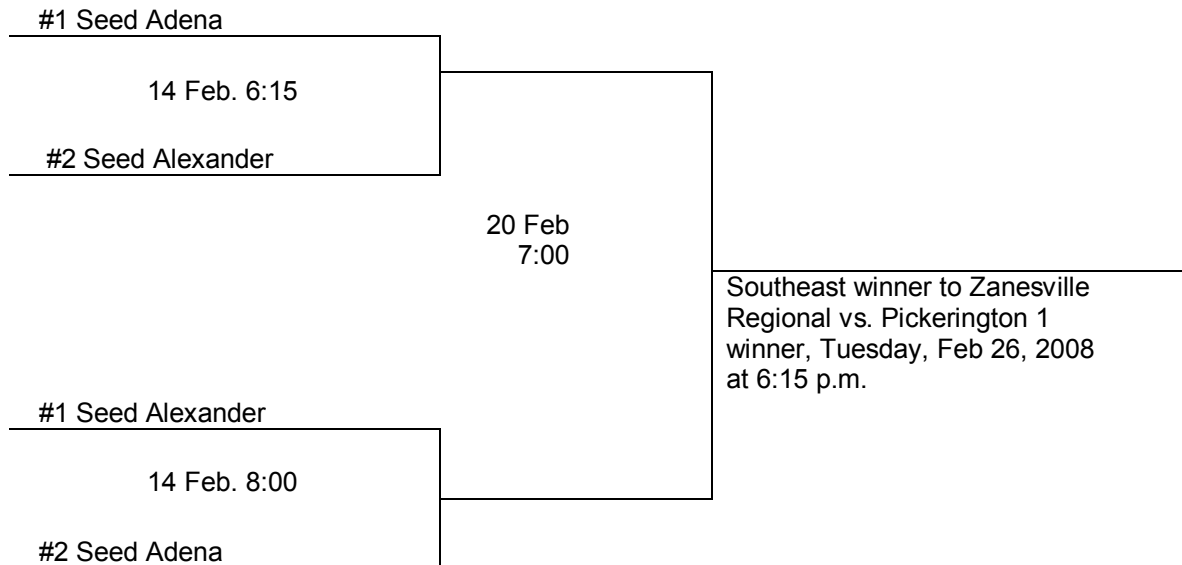 #1 Seed Adena
14 Feb. 6:15
#2 Seed Alexander
20 Feb
7:00
Southeast winner to Zanesville
Regional vs. Pickerington 1
winner, Tuesday, Feb 26, 2008
at 6:15 p.m.
#1 Seed Alexander
14 Feb. 8:00
#2 Seed Adena